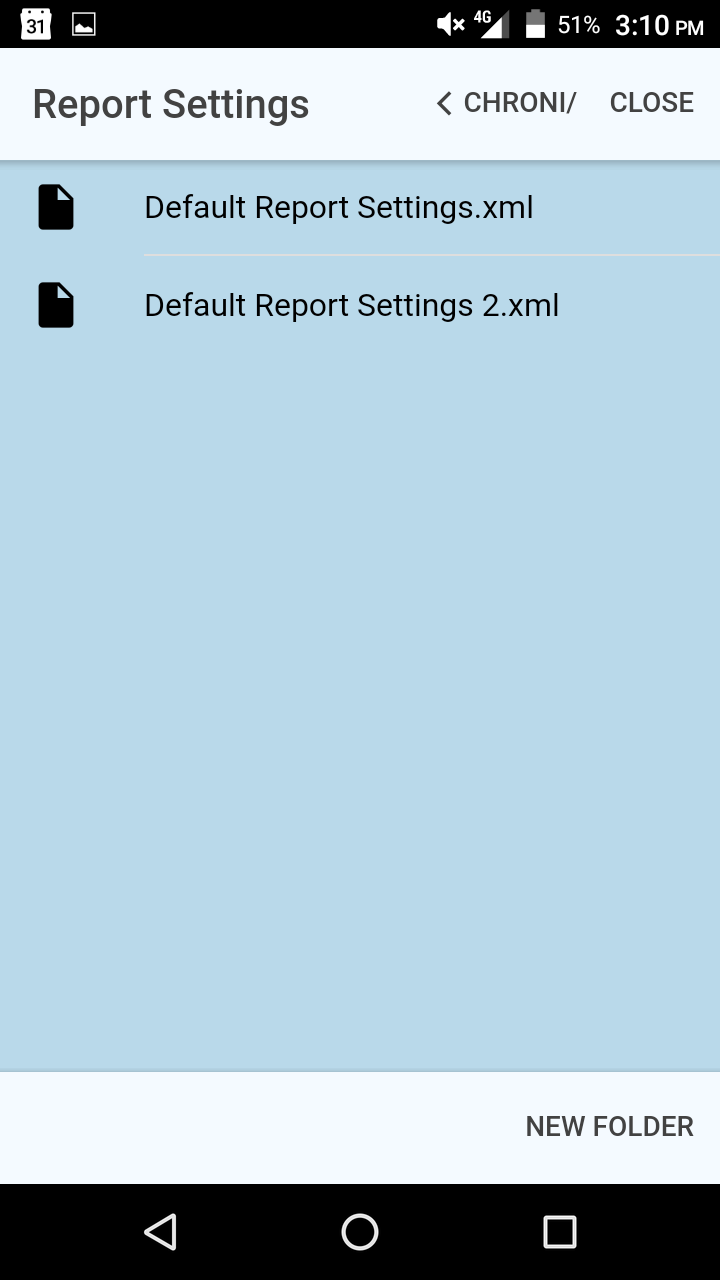 31 4G 51% 3:10 PM
Report Settings CHRONI/ CLOSE
Default Report Settings.xml
Default Report Settings 2.xml
NEW FOLDER